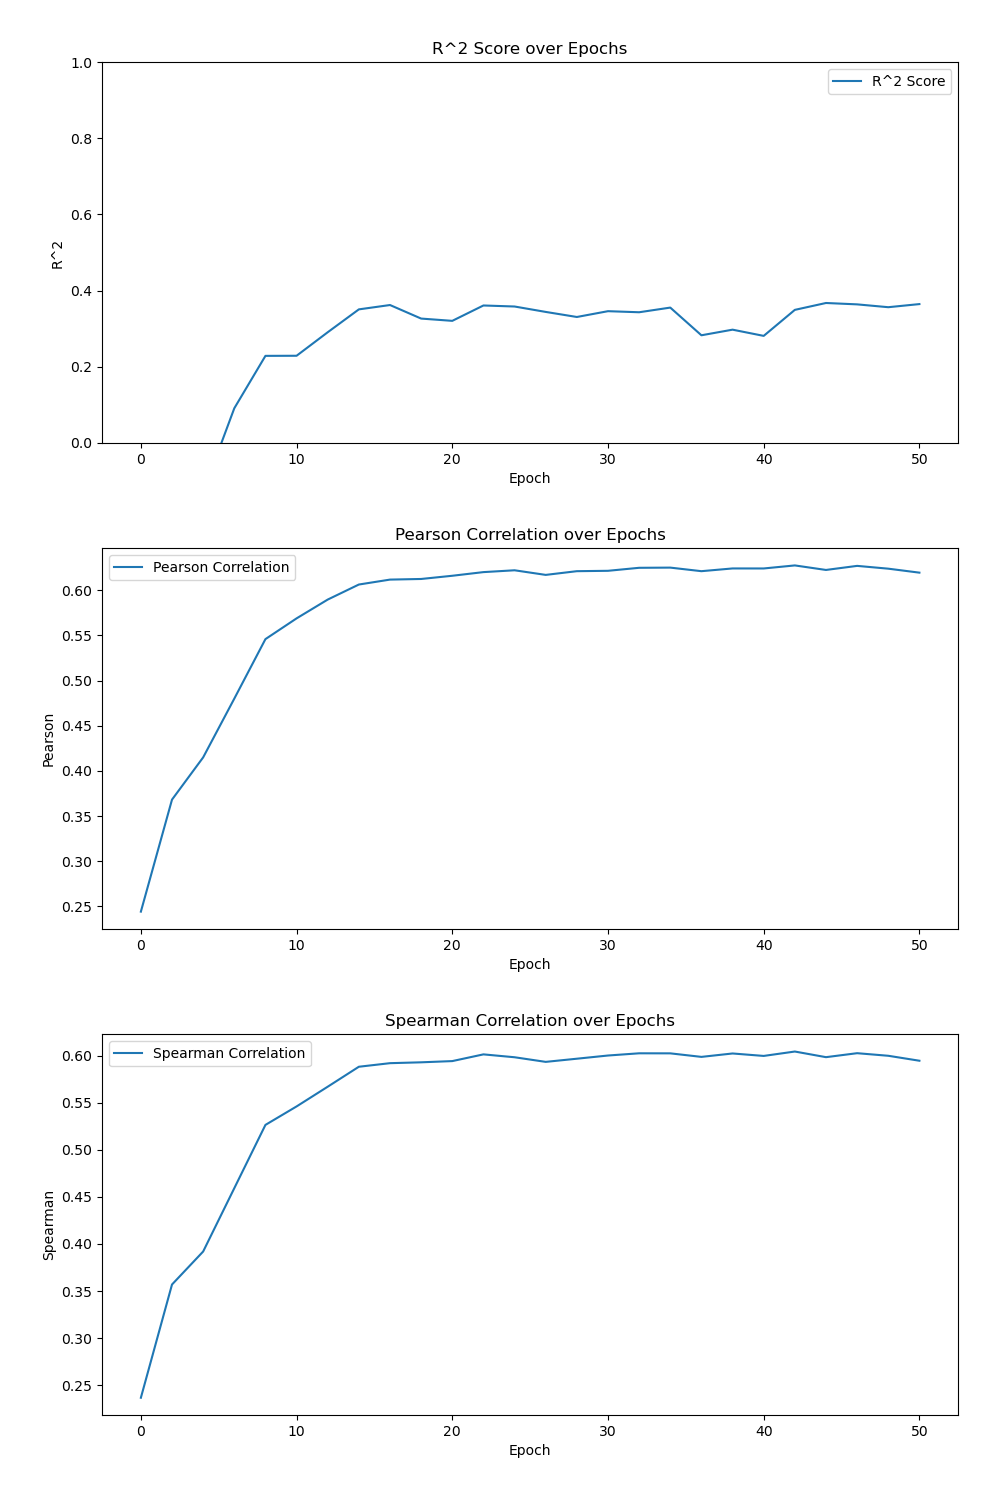 R^2 Score over Epochs
R^2 Score
1.0
0.8
0.6
0.4
0.2
0.0
R^2
0 10 20 30 40 50
Epoch
Pearson Correlation over Epochs
Pearson Correlation
0.60
0.55
0.50
0.45
0.40
0.35
0.30
0.25
Pearson
0 10 20 30 40 50
Epoch
Spearman Correlation over Epochs
Spearman Correlation
0.60
0.55
0.50
0.45
0.40
0.35
0.30
0.25
Spearman
0 10 20 30 40 50
Epoch